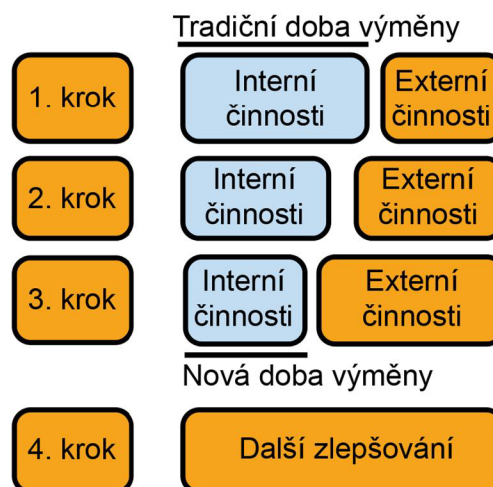 Tradiční doba výměny
1. krok
Interní
činnosti
Externí
činnosti
2. krok
Interní
činnosti
Externí
činnosti
3. krok
Interní
činnosti
Externí
činnosti
Nová doba výměny
4. krok
Další zlepšování